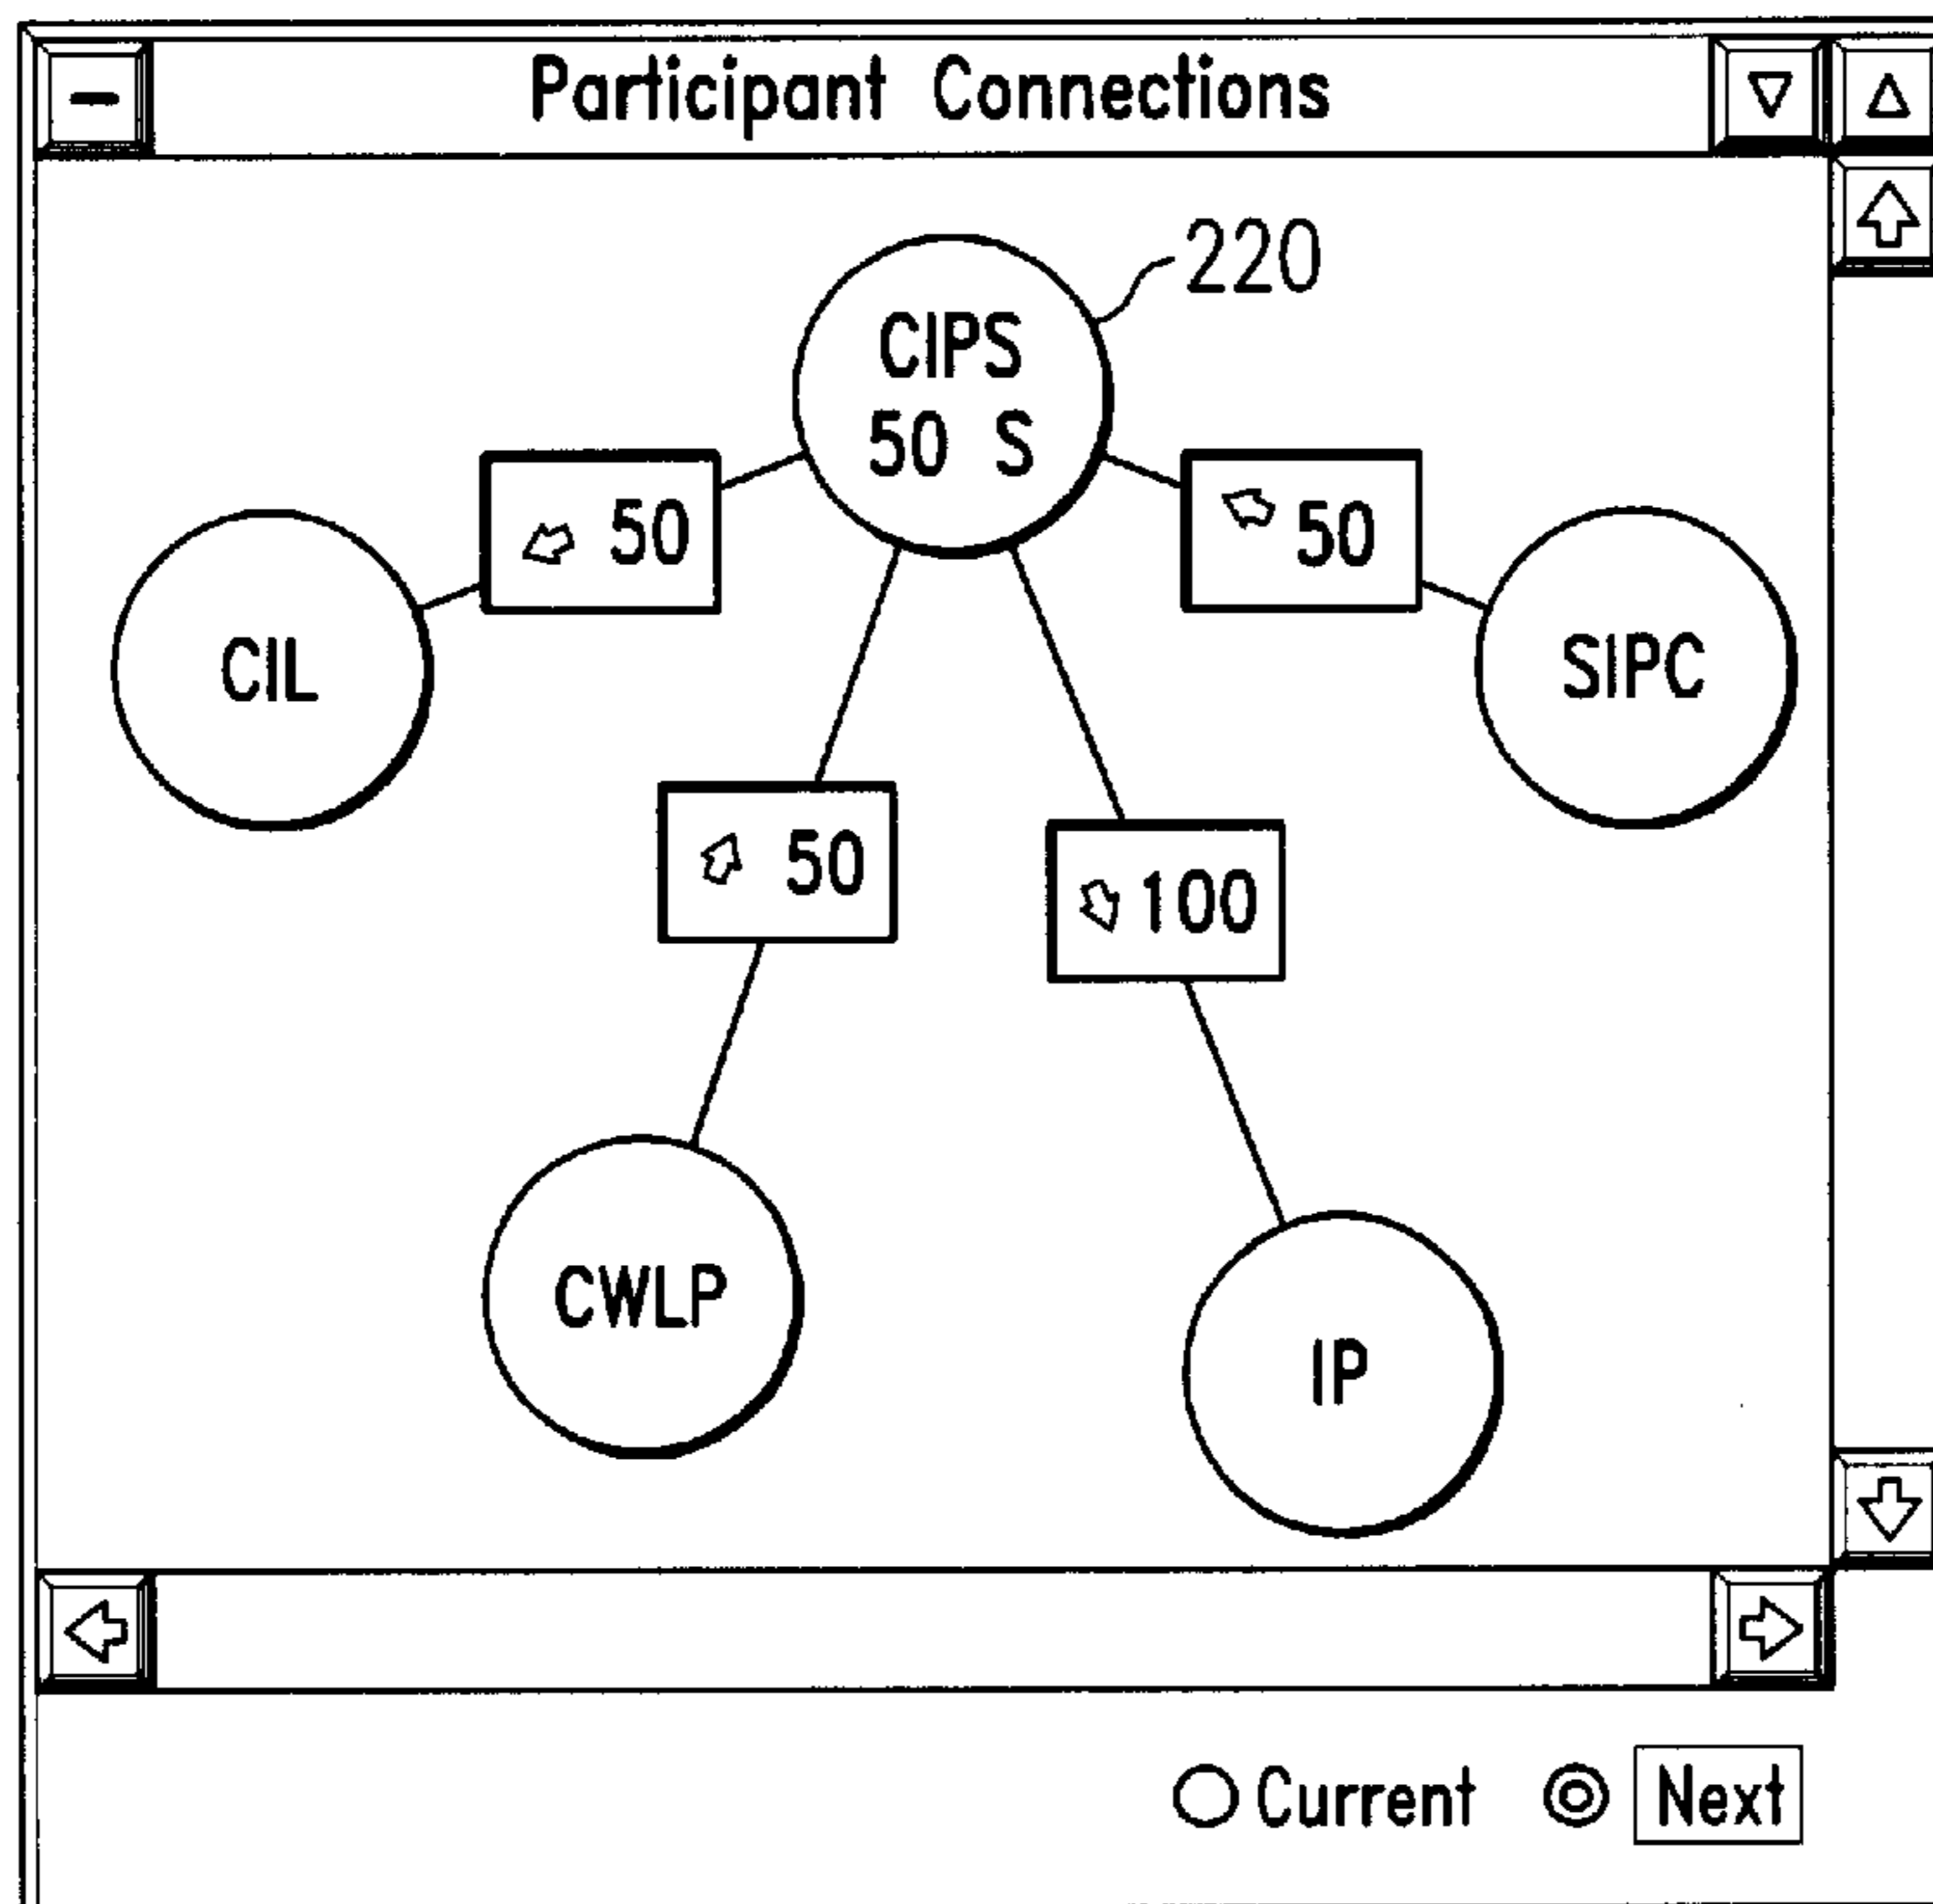 Participant Connections
220
CIPS
50 S
50
50
CIL
SIPC
50
100
CWLP
IP
Current
Next